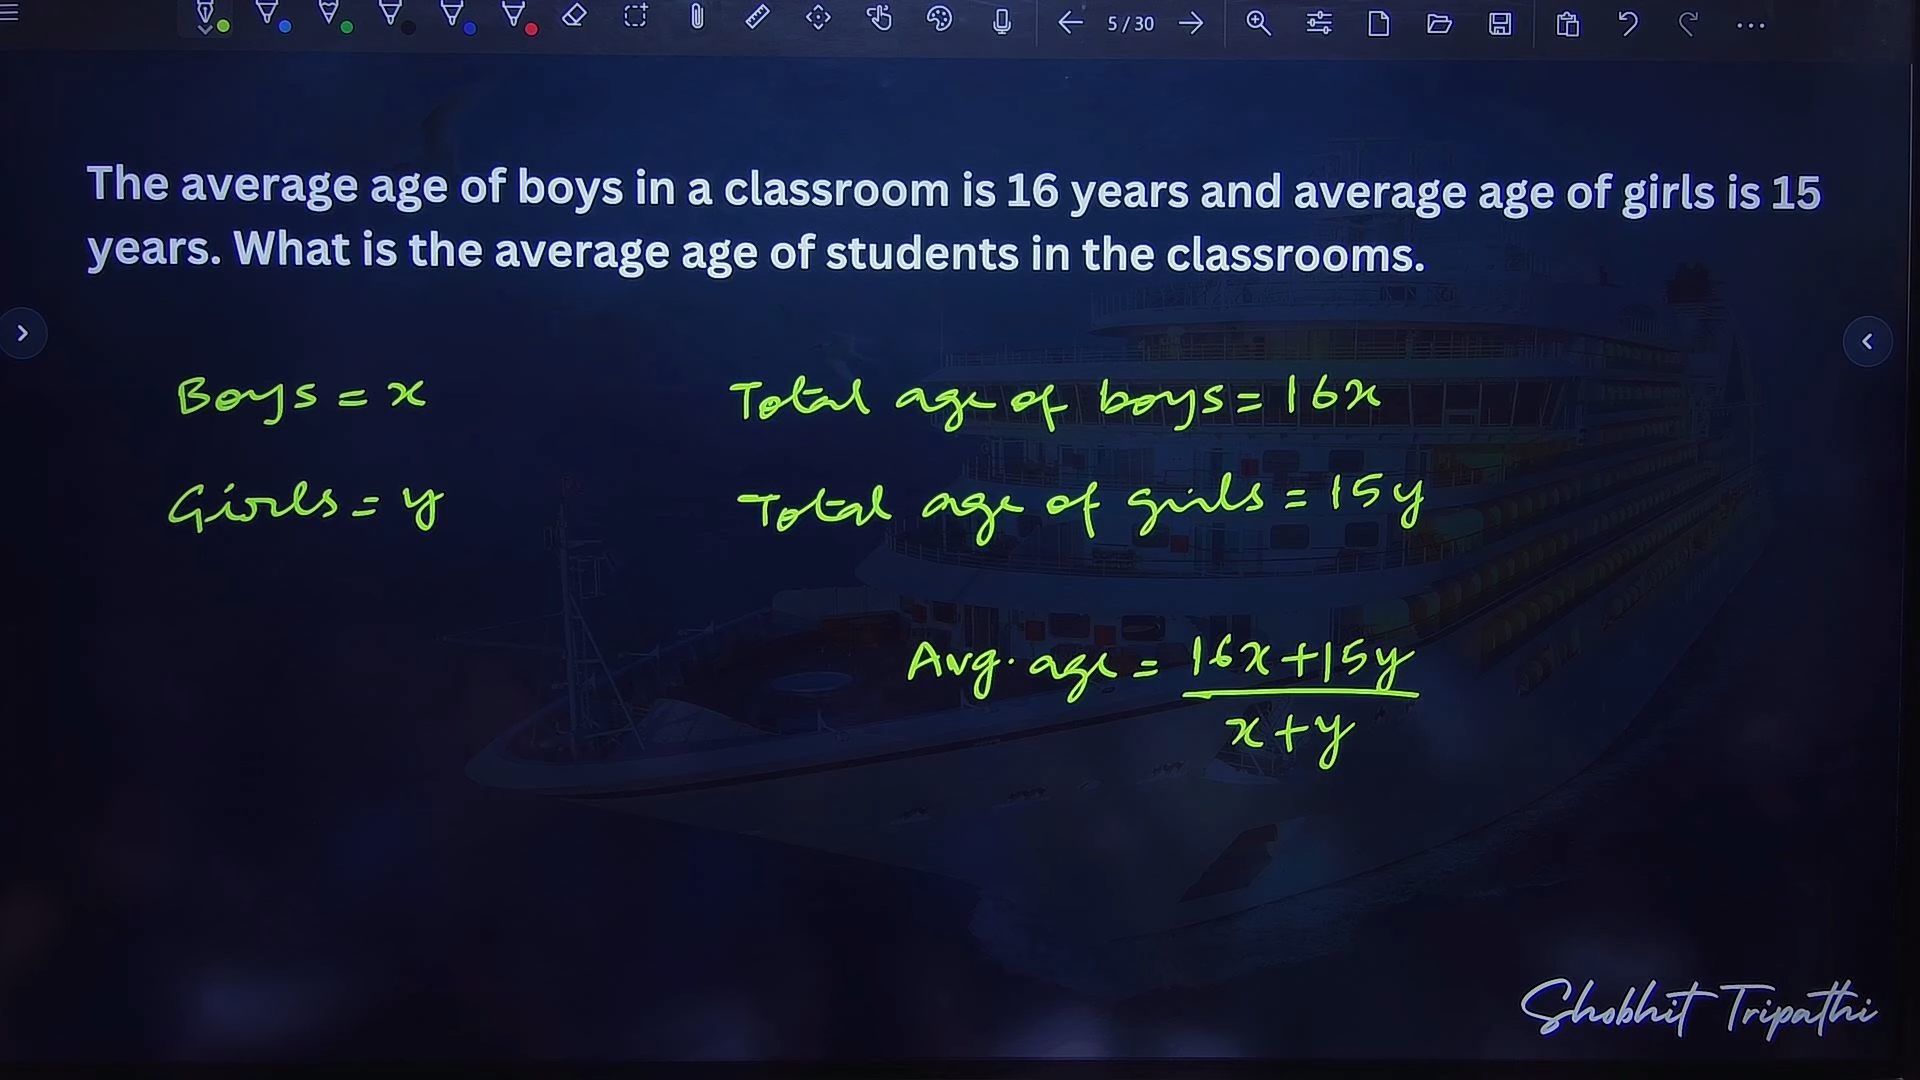 5 / 30
The average age of boys in a classroom is 16 years and average age of girls is 15
years. What is the average age of students in the classrooms.
Boys = x
Total age of boys = 16x
Girls = y
Total age of girls = 15y
Avg. age = 16x+15y
x+y
Shobhit Tripathi